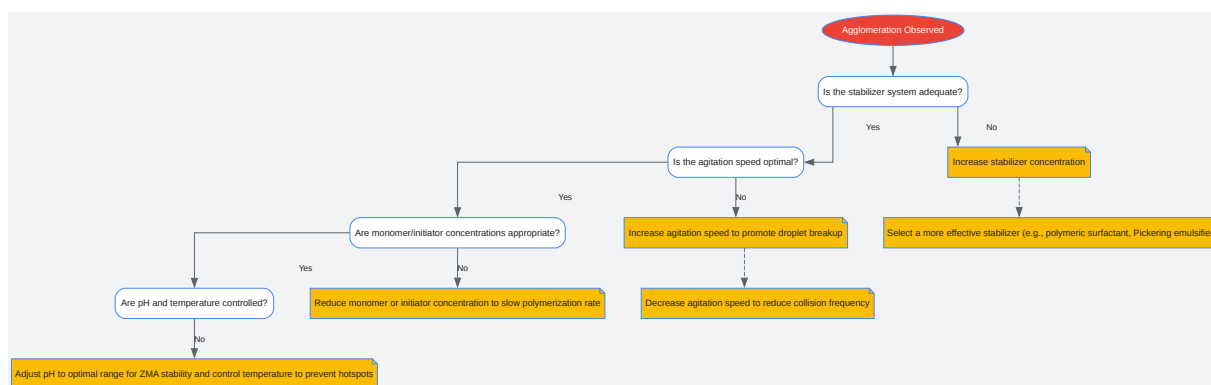 Agglomeration Observed
Is the stabilizer system adequate?
Yes
No
Is the agitation speed optimal?
Increase stabilizer concentration
Yes
No
Are monomer/initiator concentrations appropriate?
Increase agitation speed to promote droplet breakup
Select a more effective stabilizer (e.g., polymeric surfactant, Pickering emulsifie
Yes
No
Are pH and temperature controlled?
Reduce monomer or initiator concentration to slow polymerization rate
Decrease agitation speed to reduce collision frequency
No
Adjust pH to optimal range for ZMA stability and control temperature to prevent hotspots